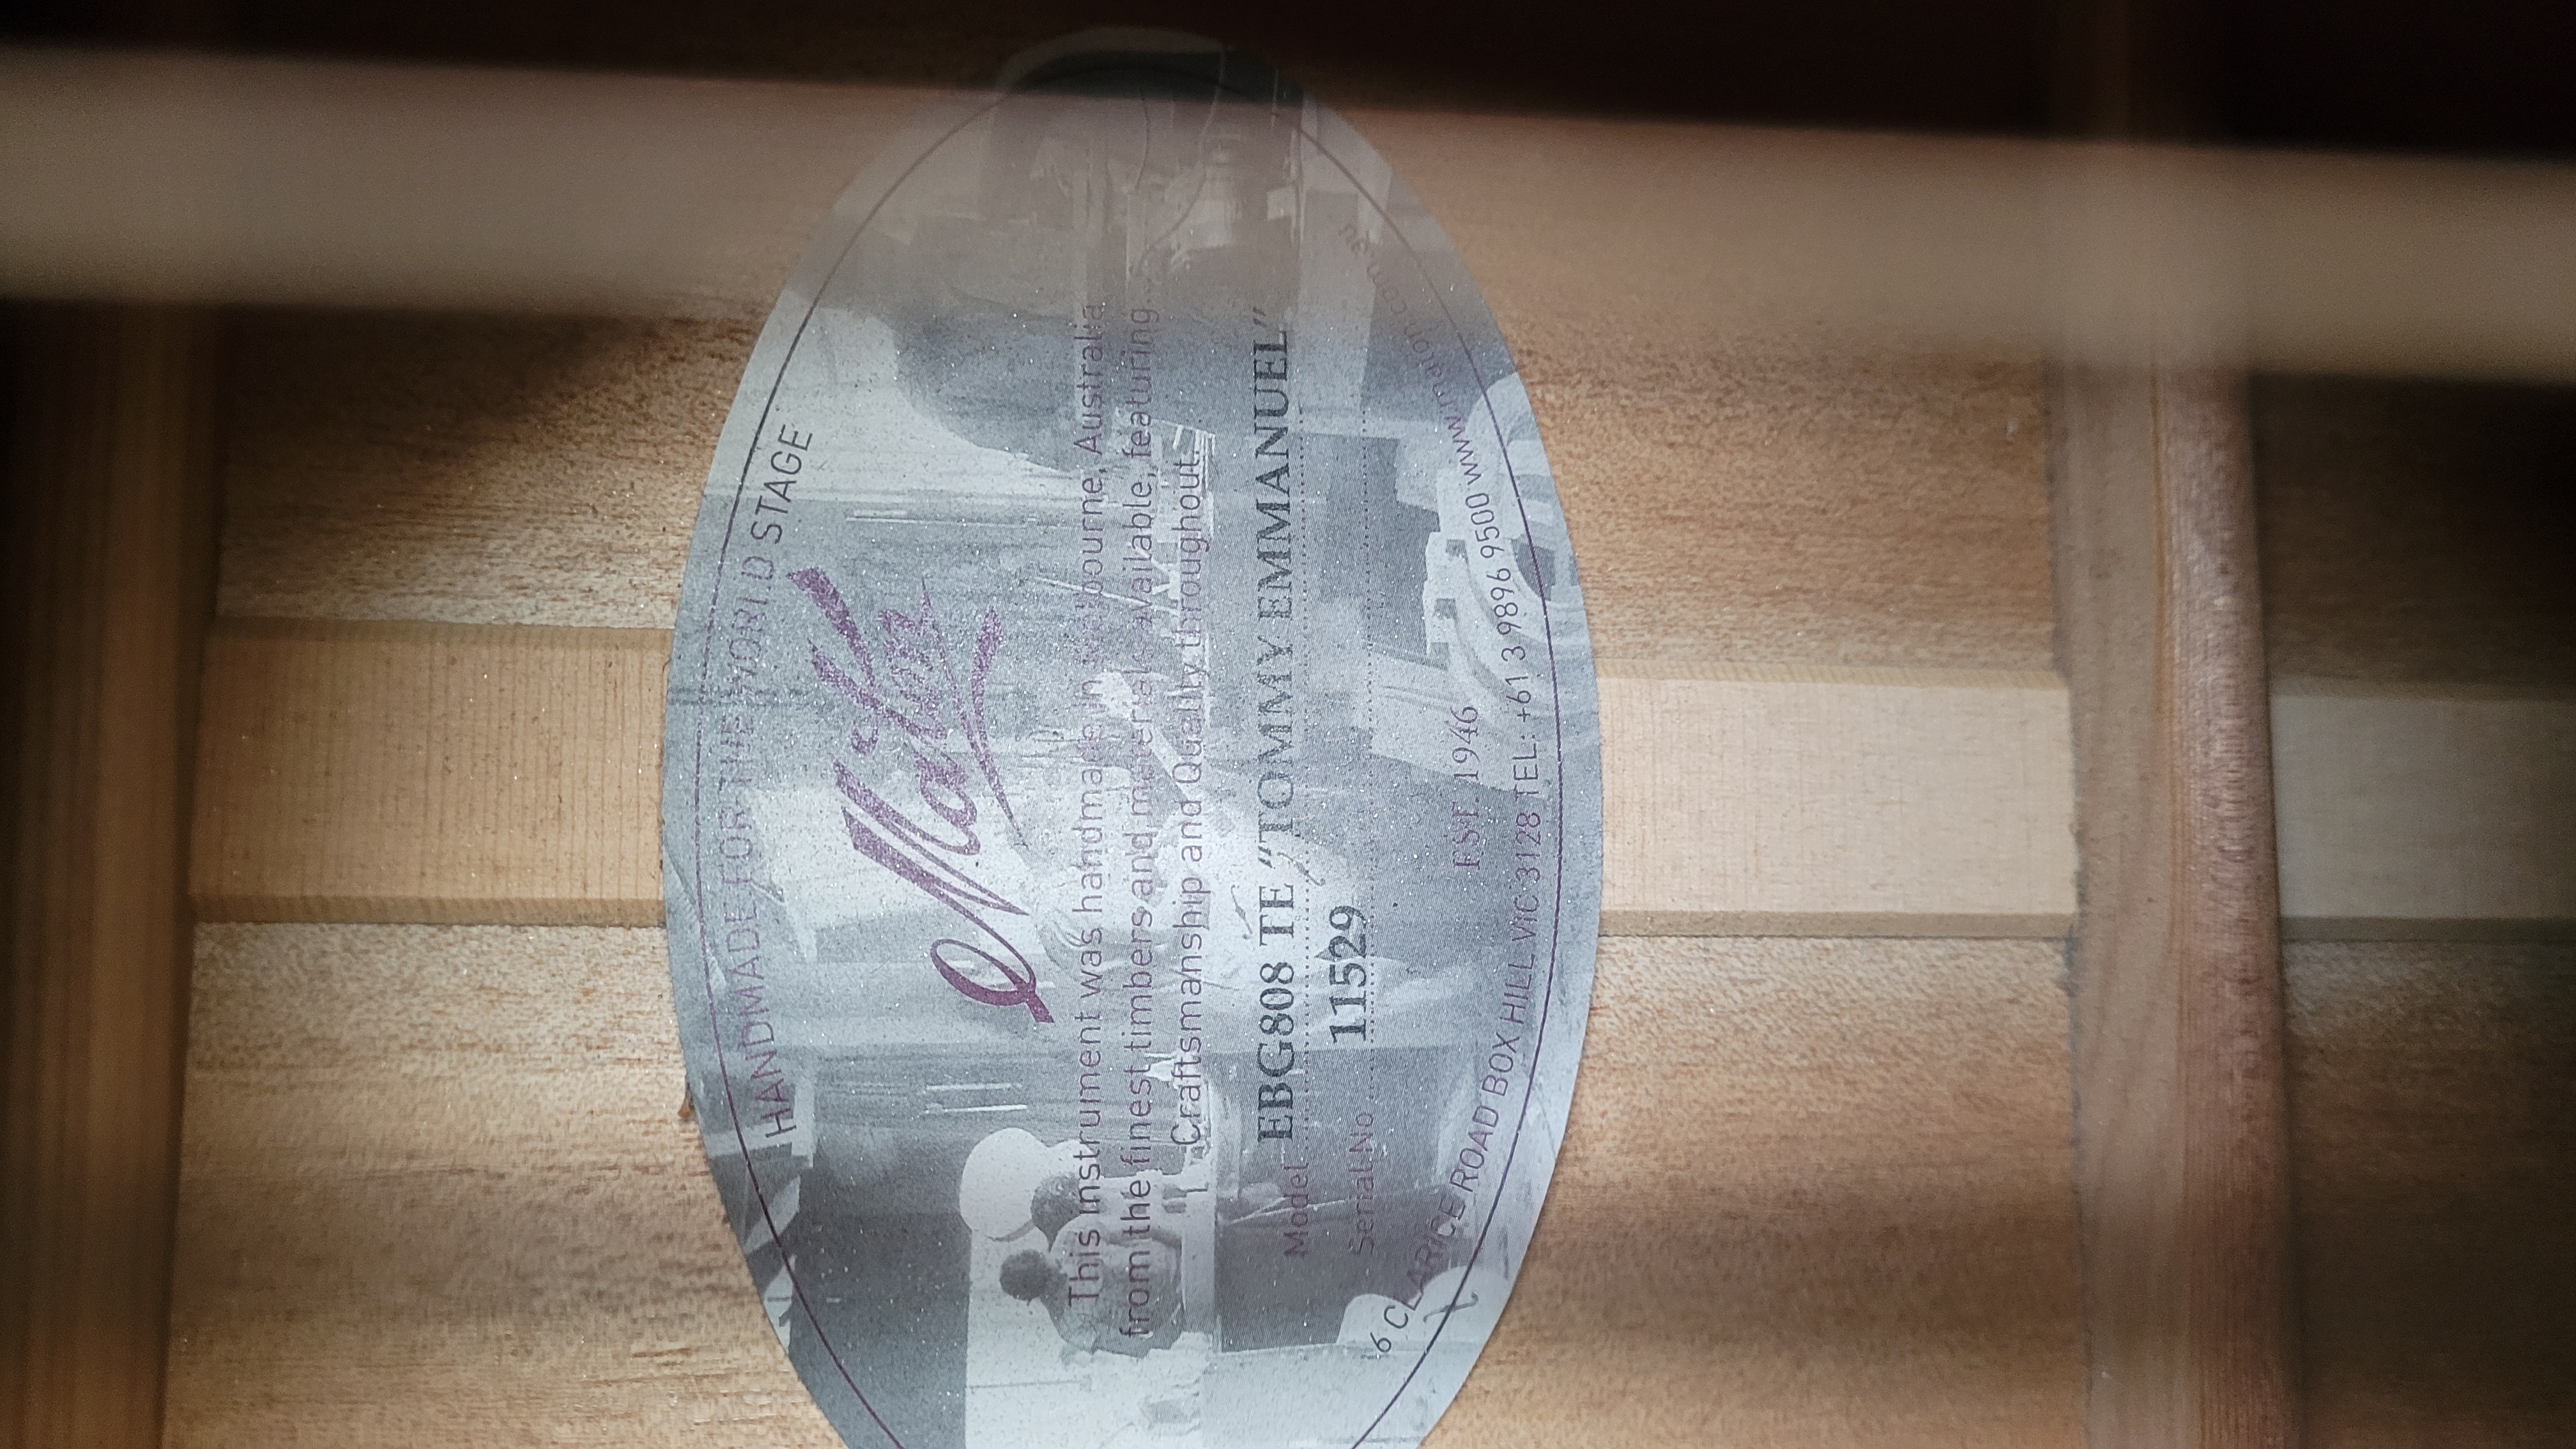 HANDMADE FOR THE WORLD STAGE
Maton
This instrument was handmade in Melbourne, Australia
from the finest timbers and materials available, featuring
Craftsmanship and Quality throughout.
Model EBG808 TE “TOMMY EMMANUEL”
Serial No 11529
EST. 1946
6 CLARICE ROAD BOX HILL VIC 3128 TEL: +61 3 9896 9500 www.maton.com.au